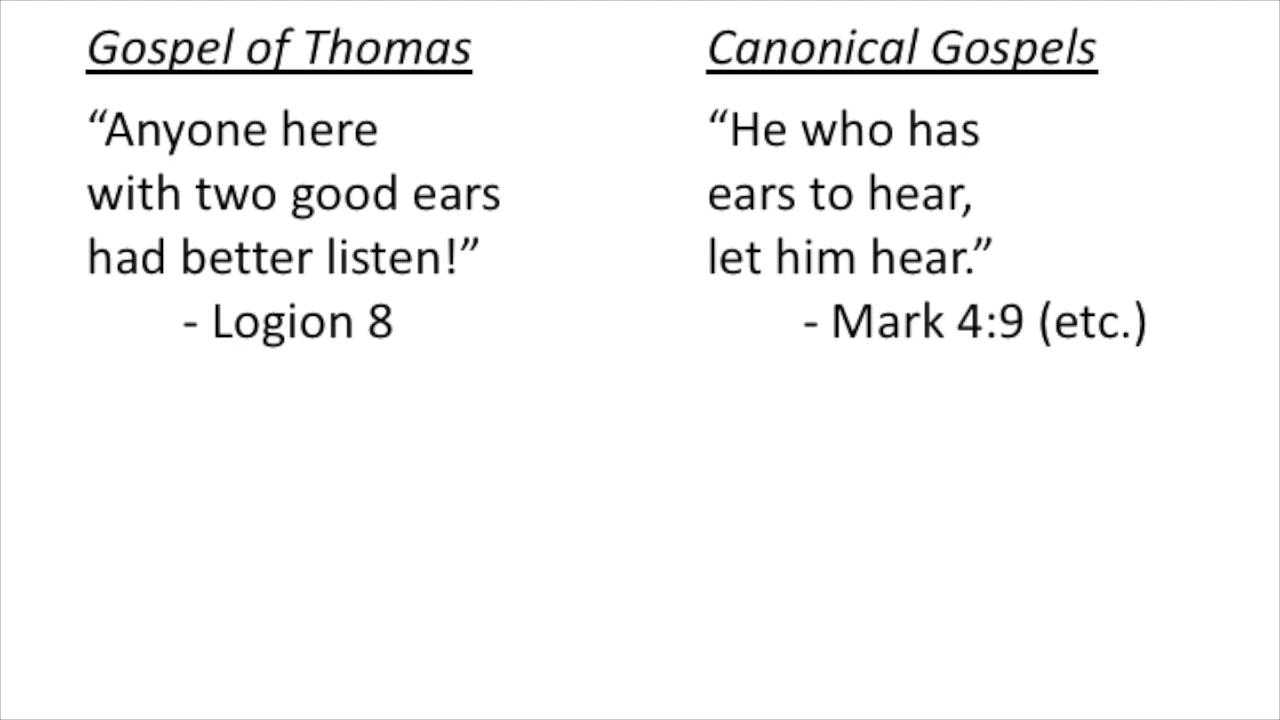 Gospel of Thomas
“Anyone here
with two good ears
had better listen!”
- Logion 8
Canonical Gospels
“He who has
ears to hear,
let him hear.”
- Mark 4:9 (etc.)